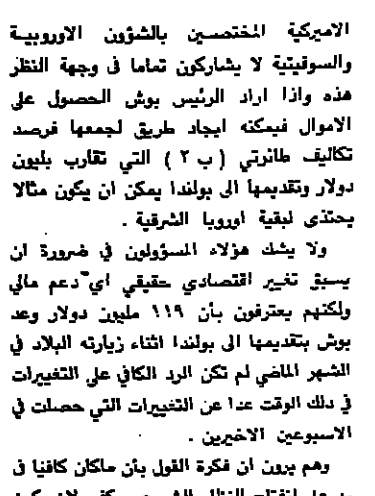 الاميركية المختصين بالشؤون الاوروبية
والسوفيتية لا يشاركون تماما في وجهة النظر
هذه واذا اراد الرئيس بوش الحصول على
الاموال فيمكنه ايجاد طريق لجمعها فرصد
تكاليف طائرتي ( ب ٢ ) التي تقارب بليون
دولار وتقديمها الى بولندا يمكن ان يكون مثالا
يحتذى لبقية اوروبا الشرقية .
ولا يشك هؤلاء المسؤولون في ضرورة ان
يسبق تغيير اقتصادي حقيقي اي دعم مالي
ولكنهم يعترفون بأن ١١٩ مليون دولار وعد
بوش بتقديمها الى بولندا اثناء زيارته البلاد في
الشهر الماضي لم تكن الرد الكافي على التغييرات
في ذلك الوقت عدا عن التغييرات التي حصلت في
الاسبوعين الاخيرين .
وهم يرون ان فكرة القول بأن ماكان كافيا في